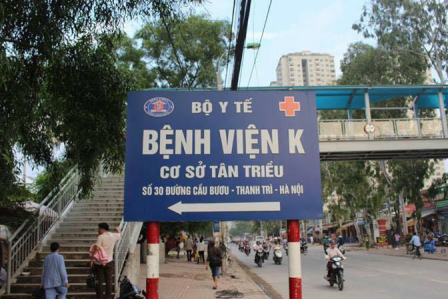 BỘ Y TẾ
BỆNH VIỆN K
CƠ SỞ TÂN TRIỀU
SỐ 30 ĐƯỜNG CẦU BƯƠU - THANH TRÌ - HÀ NỘI